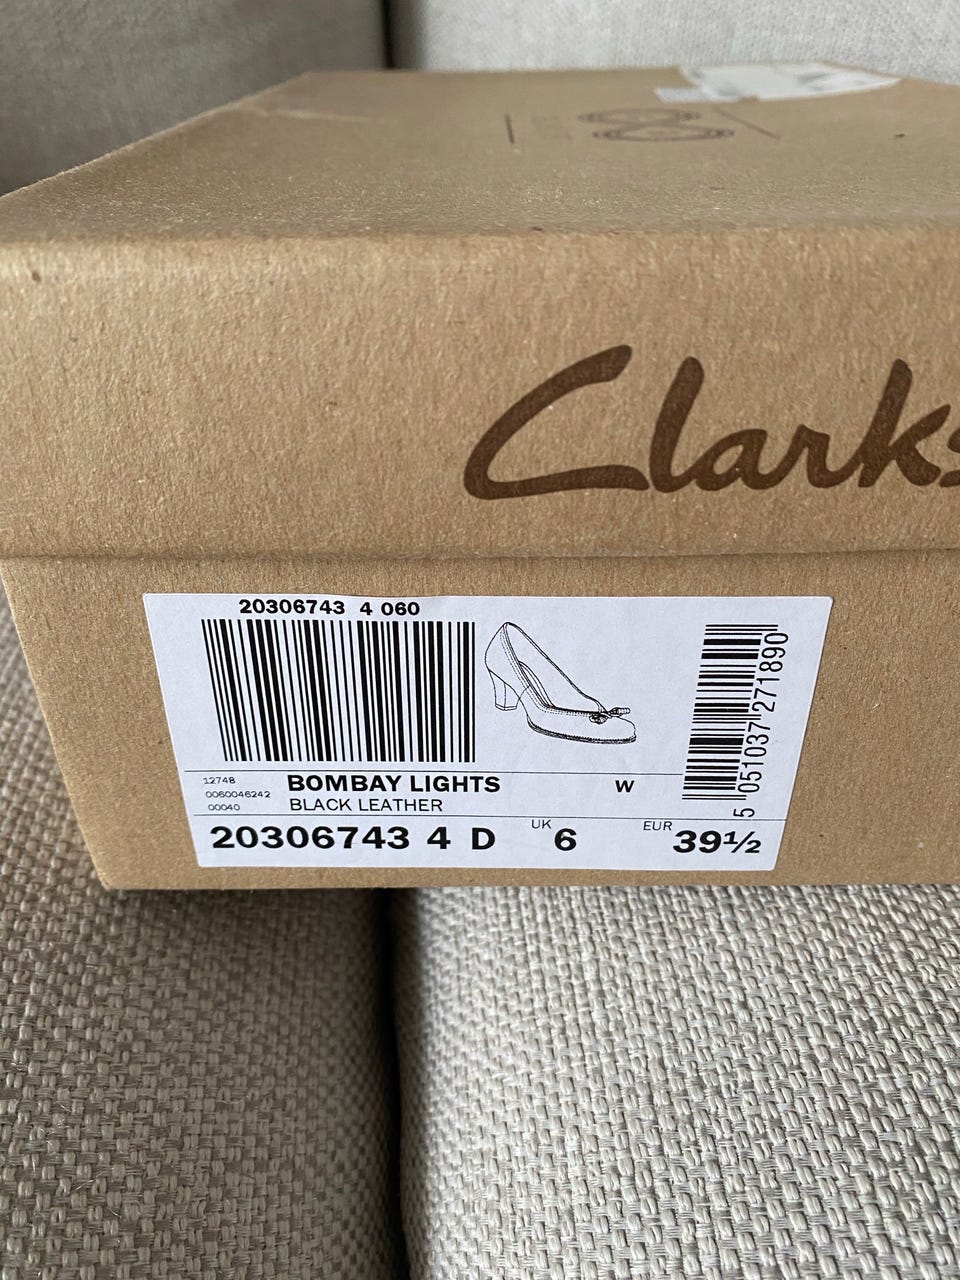 Clarks
20306743 4 060
5 051037 271890
12748
0060046242
00040
BOMBAY LIGHTS
W
BLACK LEATHER
20306743 4 D
UK
6
EUR
39½